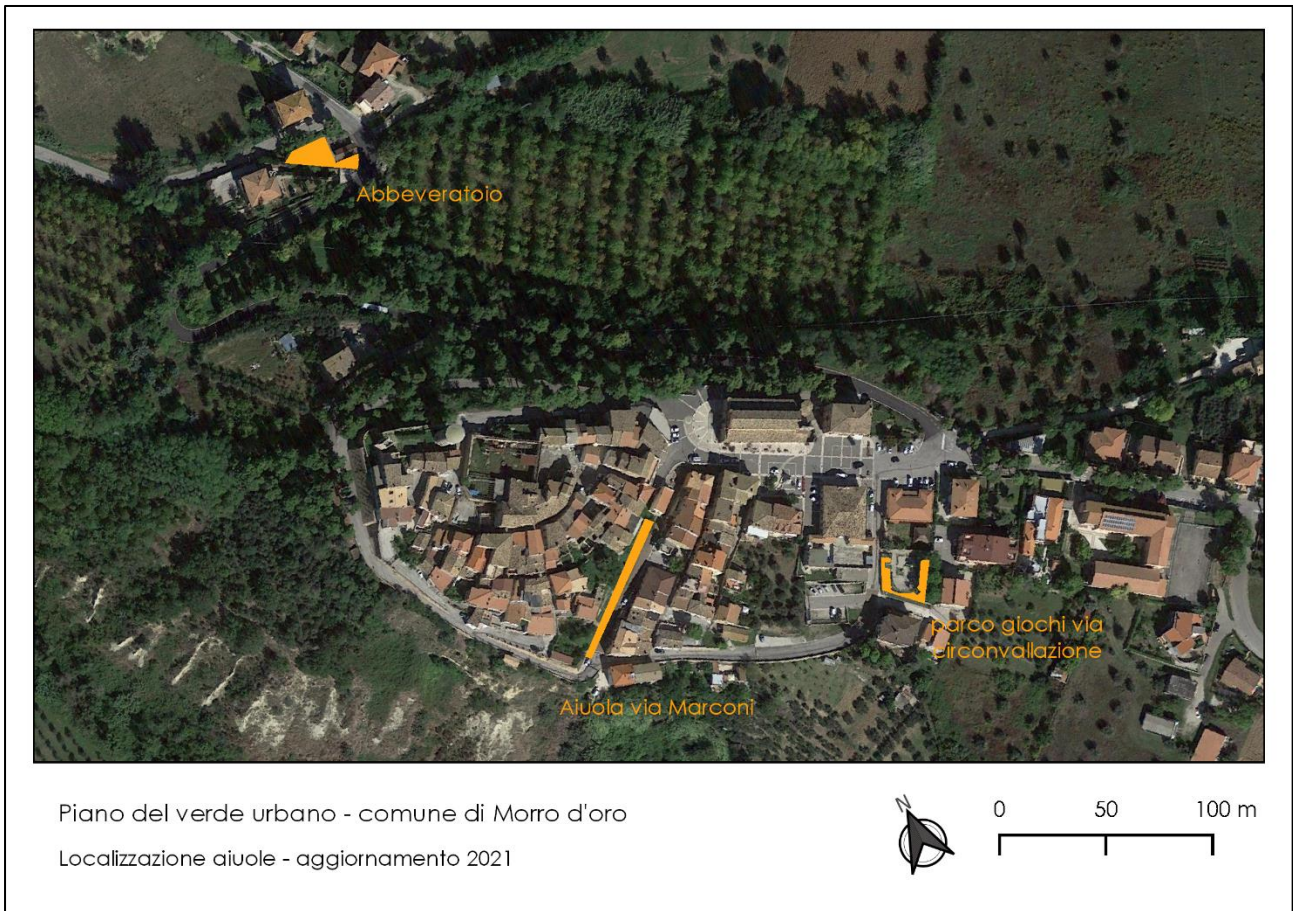 Abbeveratoio
parco giochi via
circonvallazione
Aiuola via Marconi
Piano del verde urbano - comune di Morro d'oro
Localizzazione aiuole - aggiornamento 2021
N
0 50 100 m